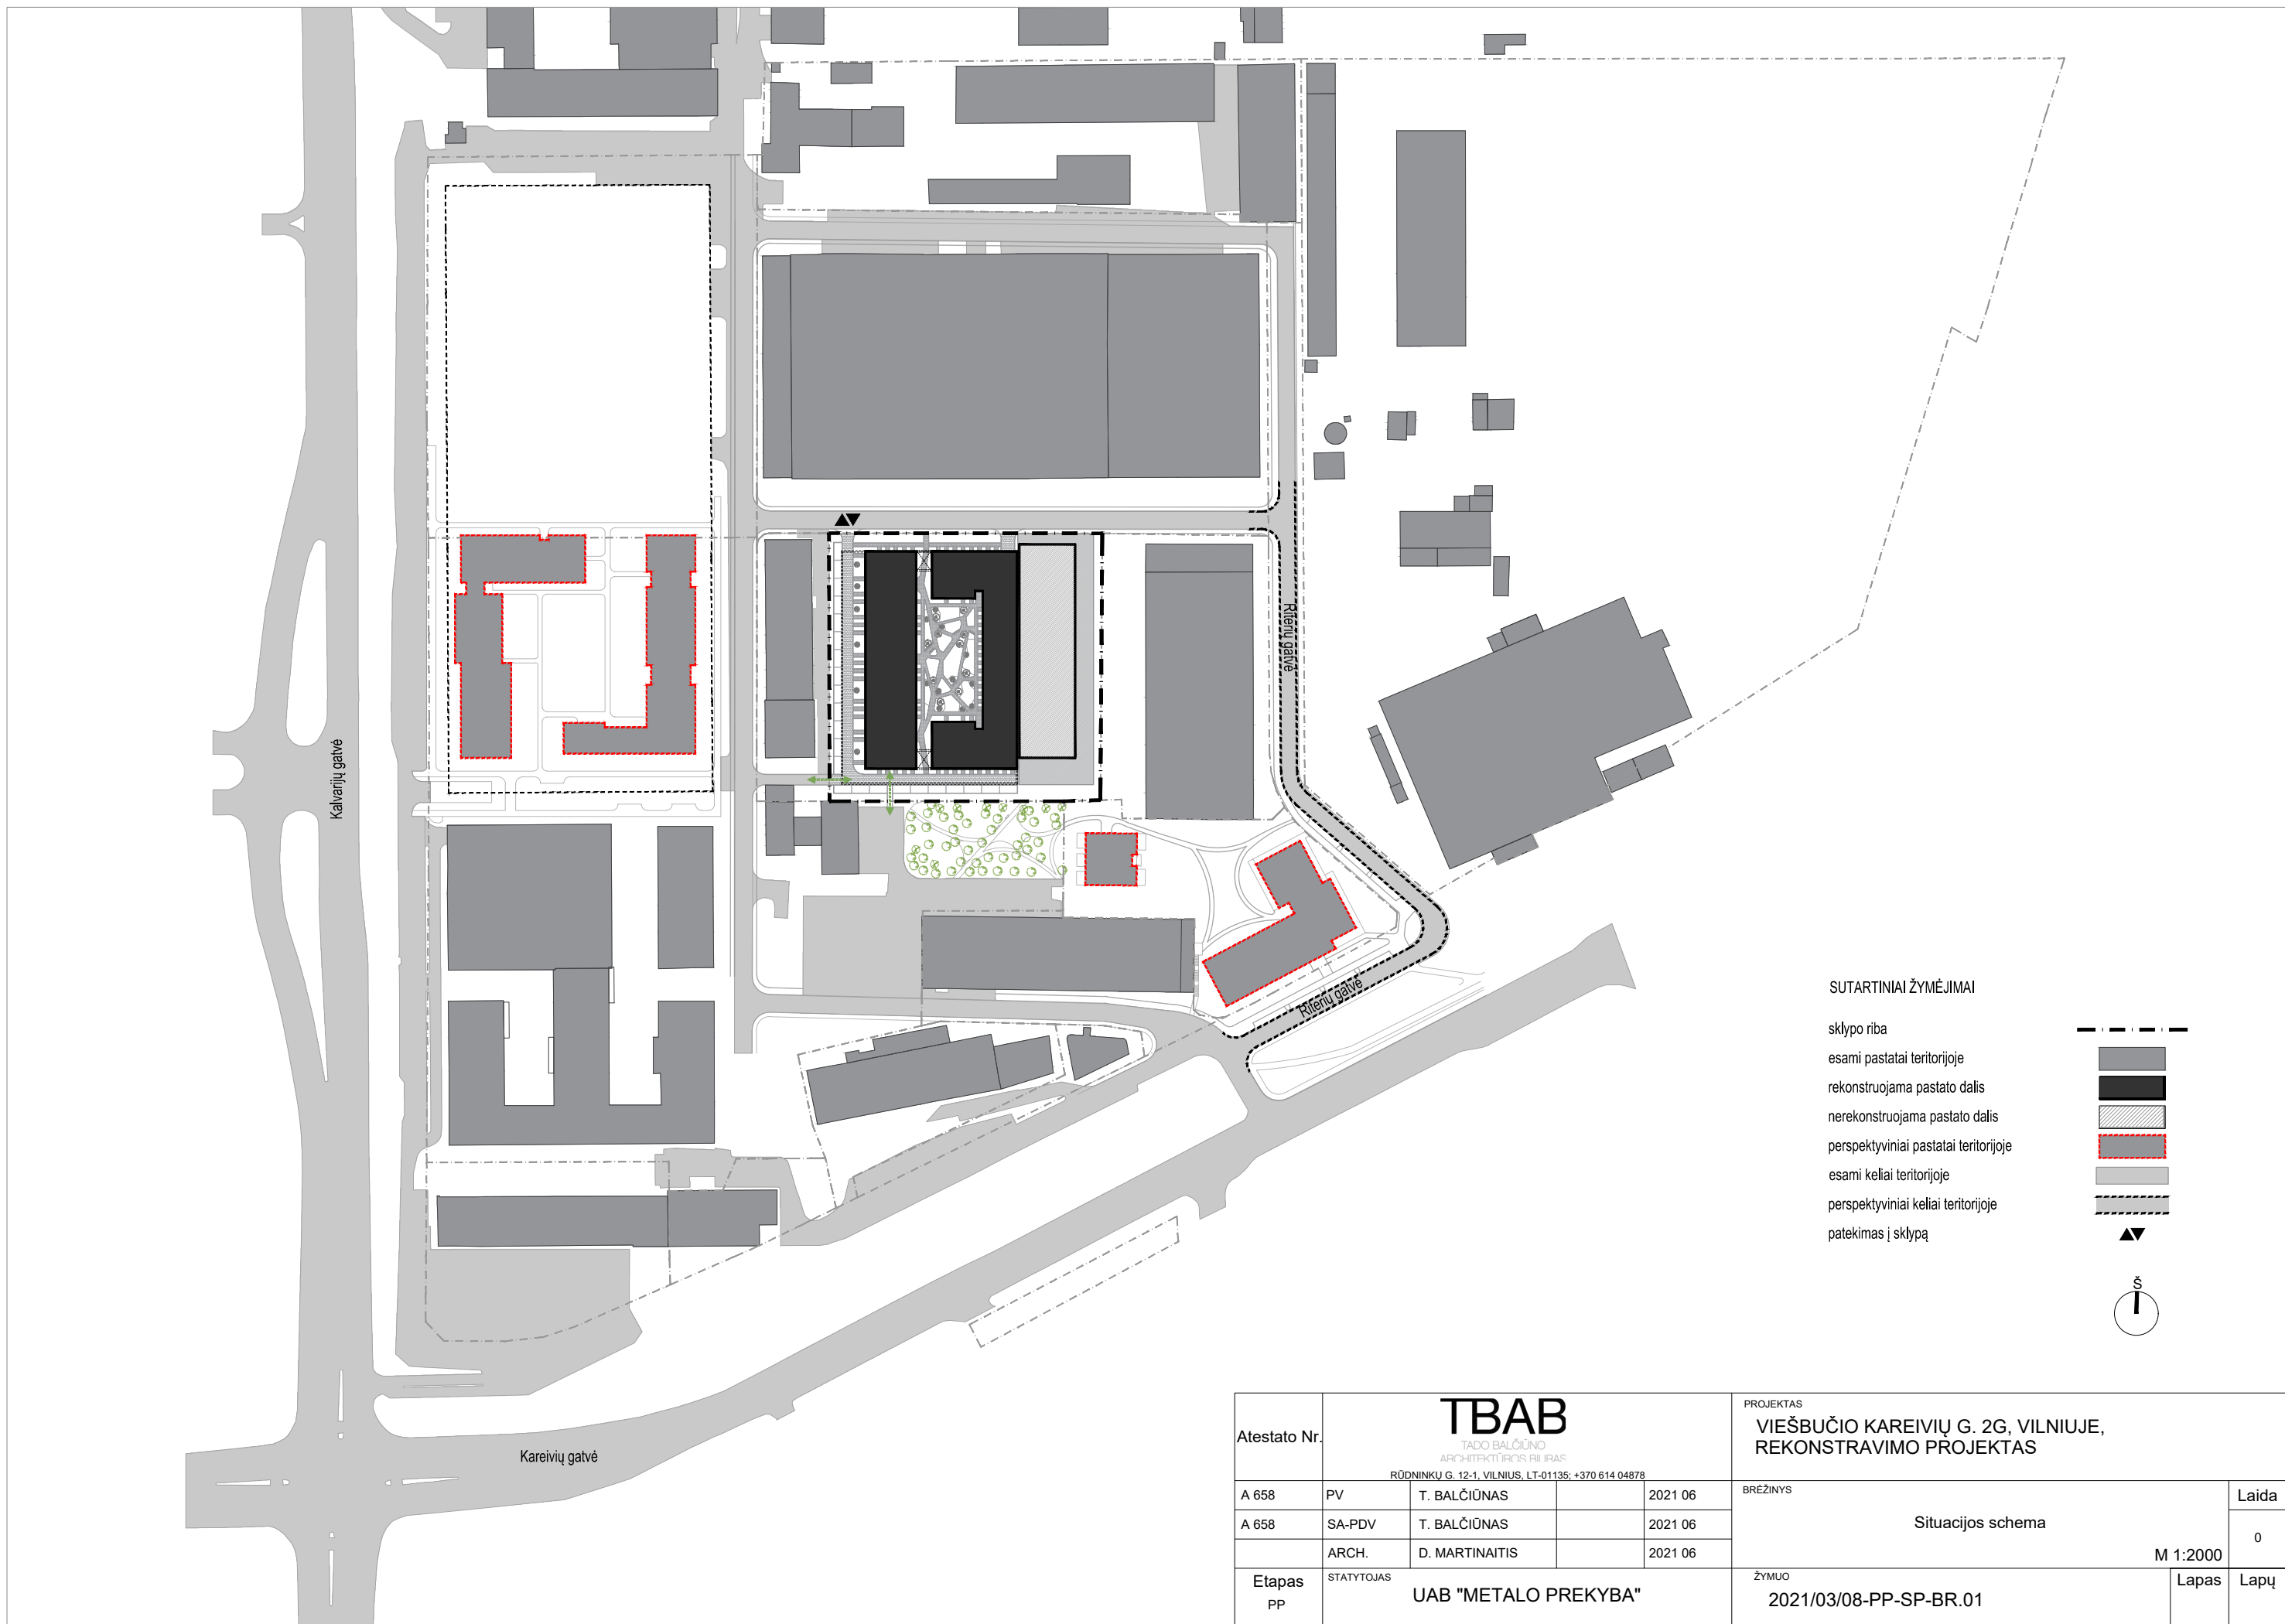 Kalvarijų gatvė
Riterių gatvė
Riterių gatvė
Kareivių gatvė
SUTARTINIAI ŽYMĖJIMAI
sklypo riba
esami pastatai teritorijoje
rekonstruojama pastato dalis
nerekonstruojama pastato dalis
perspektyviniai pastatai teritorijoje
esami keliai teritorijoje
perspektyviniai keliai teritorijoje
patekimas į sklypą
Š
Atestato Nr.
TBAB
TADO BALČIŪNO
ARCHITEKTŪROS BIURAS
RŪDNINKŲ G. 12-1, VILNIUS, LT-01135; +370 614 04878
PROJEKTAS
VIEŠBUČIO KAREIVIŲ G. 2G, VILNIUJE,
REKONSTRAVIMO PROJEKTAS
A 658 PV T. BALČIŪNAS 2021 06
A 658 SA-PDV T. BALČIŪNAS 2021 06
ARCH. D. MARTINAITIS 2021 06
BRĖŽINYS
Situacijos schema
M 1:2000
Laida
0
Etapas
PP
STATYTOJAS
UAB "METALO PREKYBA"
ŽYMUO
2021/03/08-PP-SP-BR.01
Lapas
Lapų